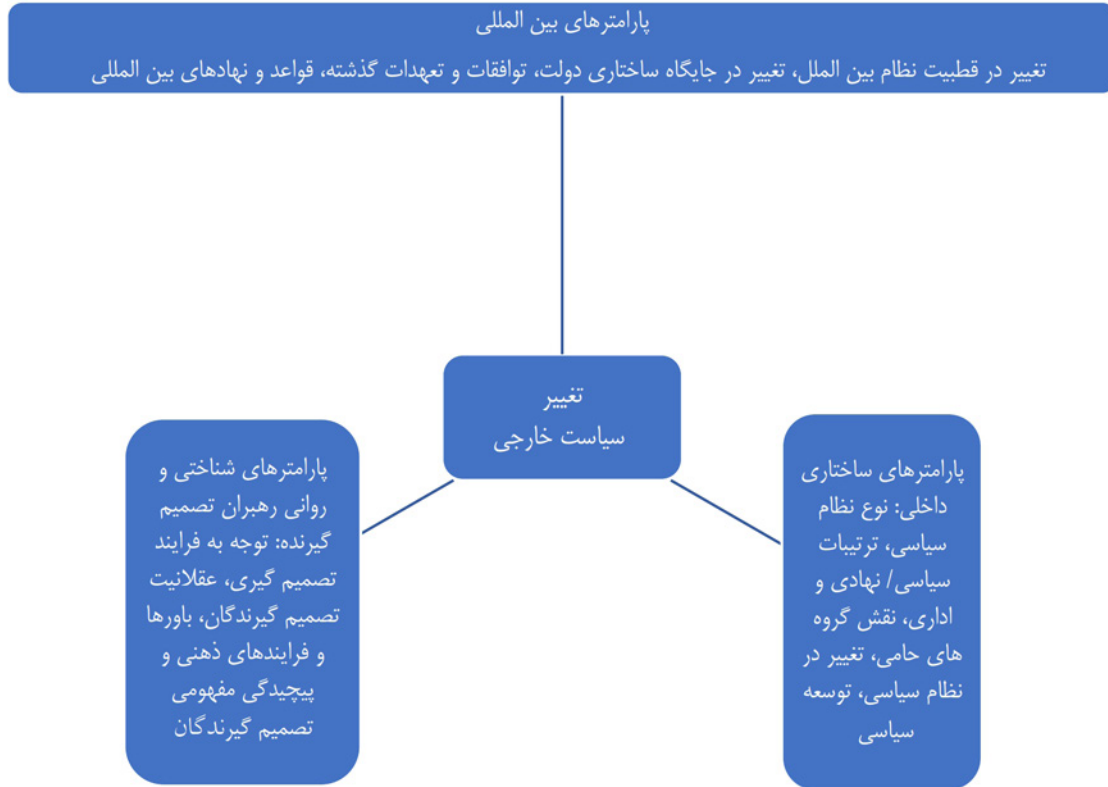 پارامترهای بین المللی
تغییر در قطبیت نظام بین الملل، تغییر در جایگاه ساختاری دولت، توافقات و تعهدات گذشته، قواعد و نهادهای بین المللی
تغییر
سیاست خارجی
پارامترهای ساختاری
داخلی: نوع نظام
سیاسی، ترتیبات
سیاسی/ نهادی و
اداری، نقش گروه
های حامی، تغییر در
نظام سیاسی، توسعه
سیاسی
پارامترهای شناختی و
روانی رهبران تصمیم
گیرنده: توجه به فرایند
تصمیم گیری، عقلانیت
تصمیم گیرندگان، باورها
و فرایندهای ذهنی و
پیچیدگی مفهومی
تصمیم گیرندگان